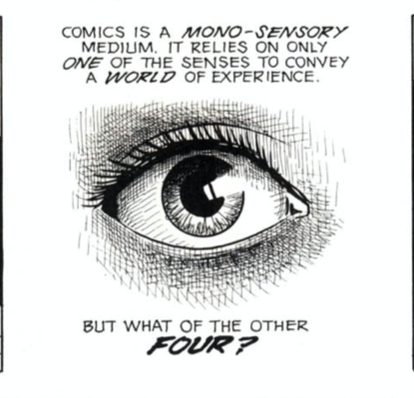 COMICS IS A MONO-SENSORY
MEDIUM. IT RELIES ON ONLY
ONE OF THE SENSES TO CONVEY
A WORLD OF EXPERIENCE.
BUT WHAT OF THE OTHER
FOUR?